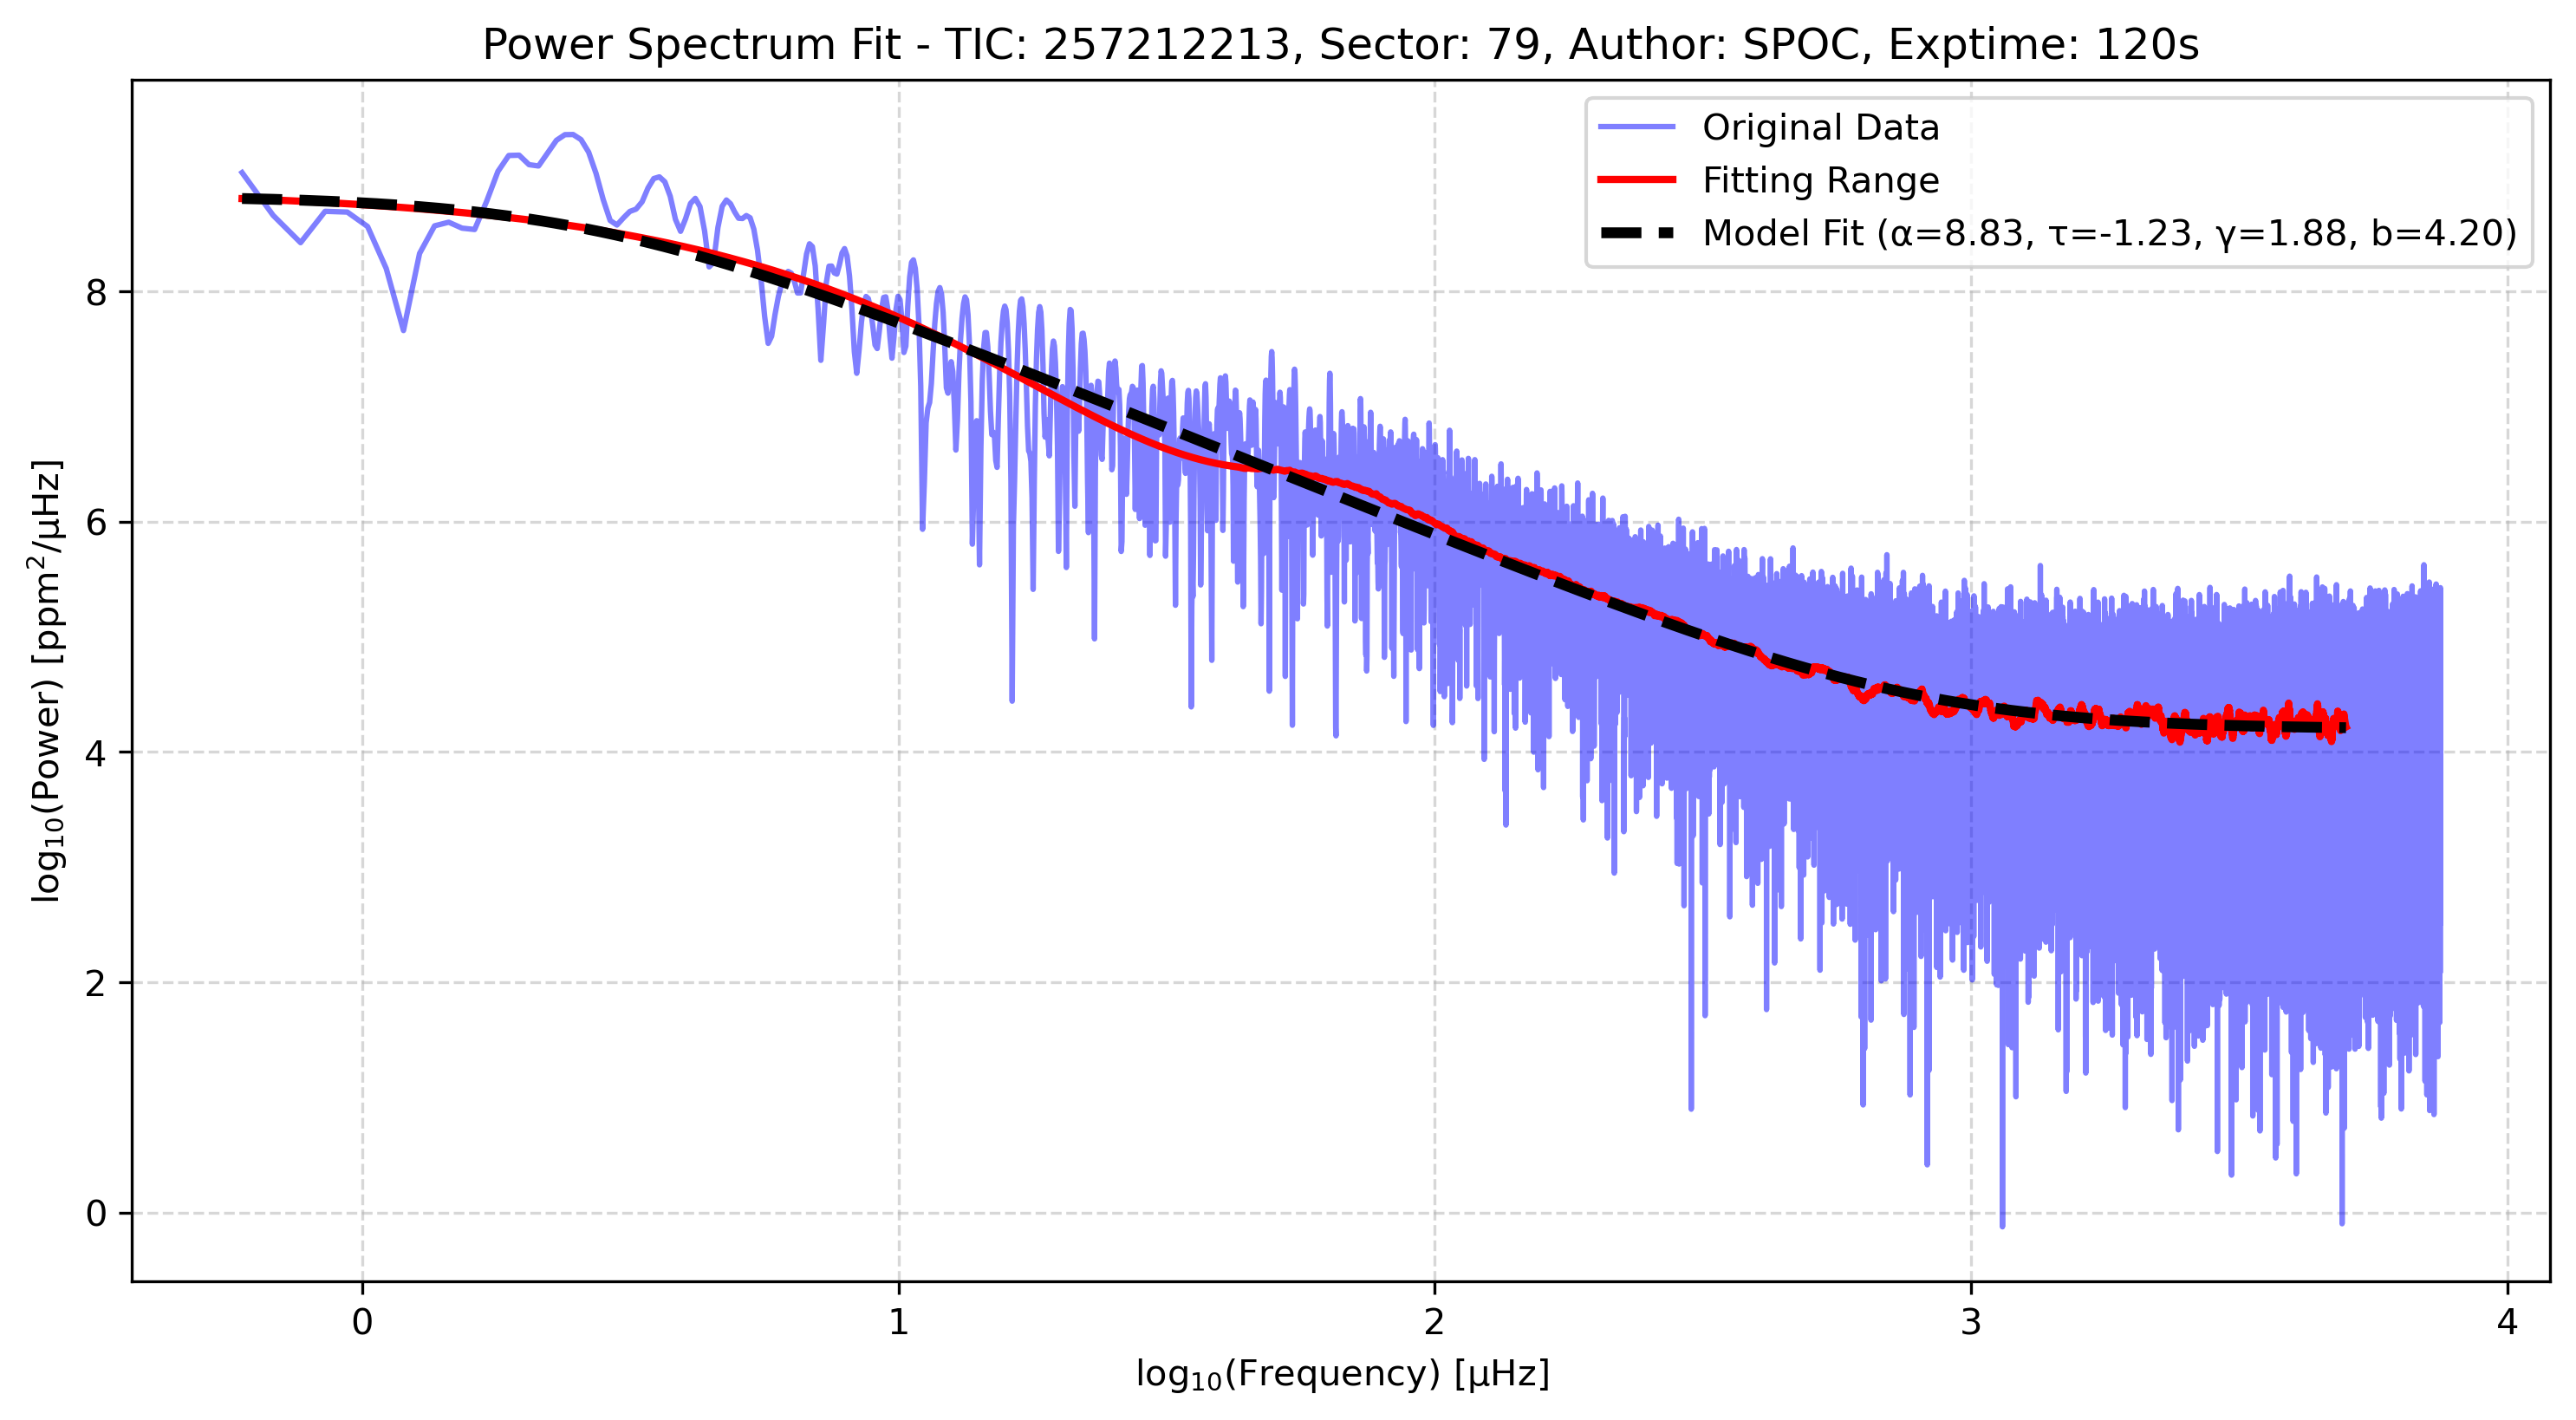 Power Spectrum Fit - TIC: 257212213, Sector: 79, Author: SPOC, Exptime: 120s
Original Data
Fitting Range
Model Fit (α=8.83, τ=-1.23, γ=1.88, b=4.20)
log₁₀(Power) [ppm²/μHz]
8
6
4
2
0
0 1 2 3 4
log₁₀(Frequency) [μHz]